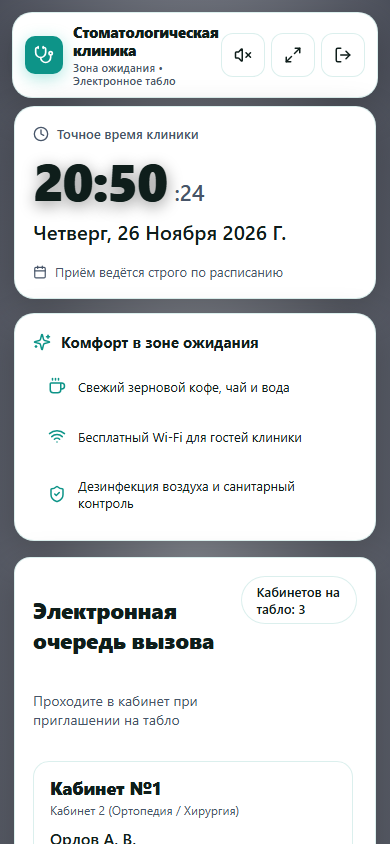 Стоматологическая
клиника
Зона ожидания •
Электронное табло
Точное время клиники
20:50 :24
Четверг, 26 Ноября 2026 Г.
Приём ведётся строго по расписанию
Комфорт в зоне ожидания
Свежий зерновой кофе, чай и вода
Бесплатный Wi-Fi для гостей клиники
Дезинфекция воздуха и санитарный
контроль
Электронная
очередь вызова
Кабинетов на
табло: 3
Проходите в кабинет при
приглашении на табло
Кабинет №1
Кабинет 2 (Ортопедия / Хирургия)
Орлов А. В.